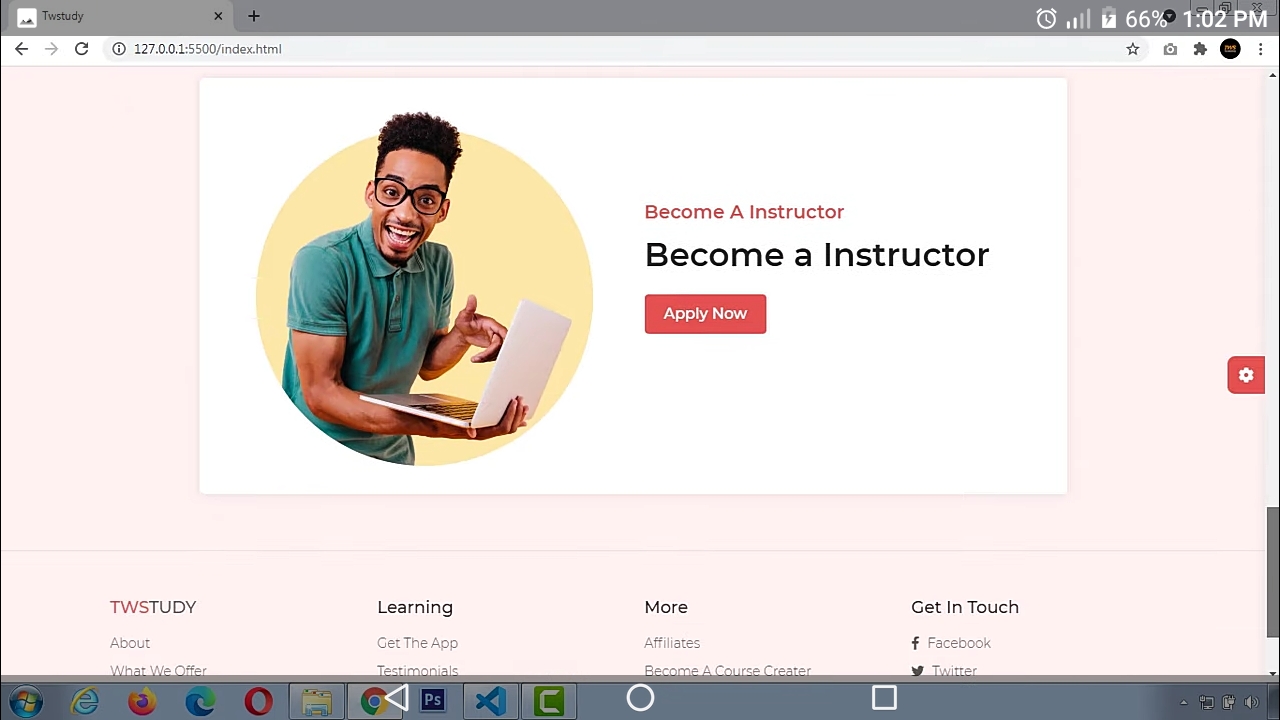 Twstudy
66% 1:02 PM
127.0.0.1:5500/index.html
Become A Instructor
Become a Instructor
Apply Now
TWSTUDY
Learning
More
Get In Touch
About
Get The App
Affiliates
Facebook
What We Offer
Testimonials
Become A Course Creater
Twitter
Ps